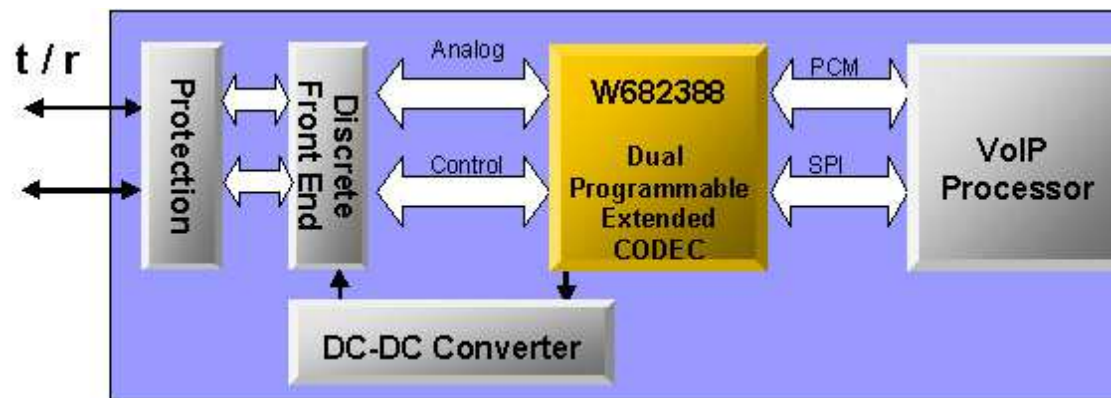 t / r
Protection
Discrete
Front End
Analog
Control
W682388
Dual
Programmable
Extended
CODEC
PCM
SPI
VoIP
Processor
DC-DC Converter